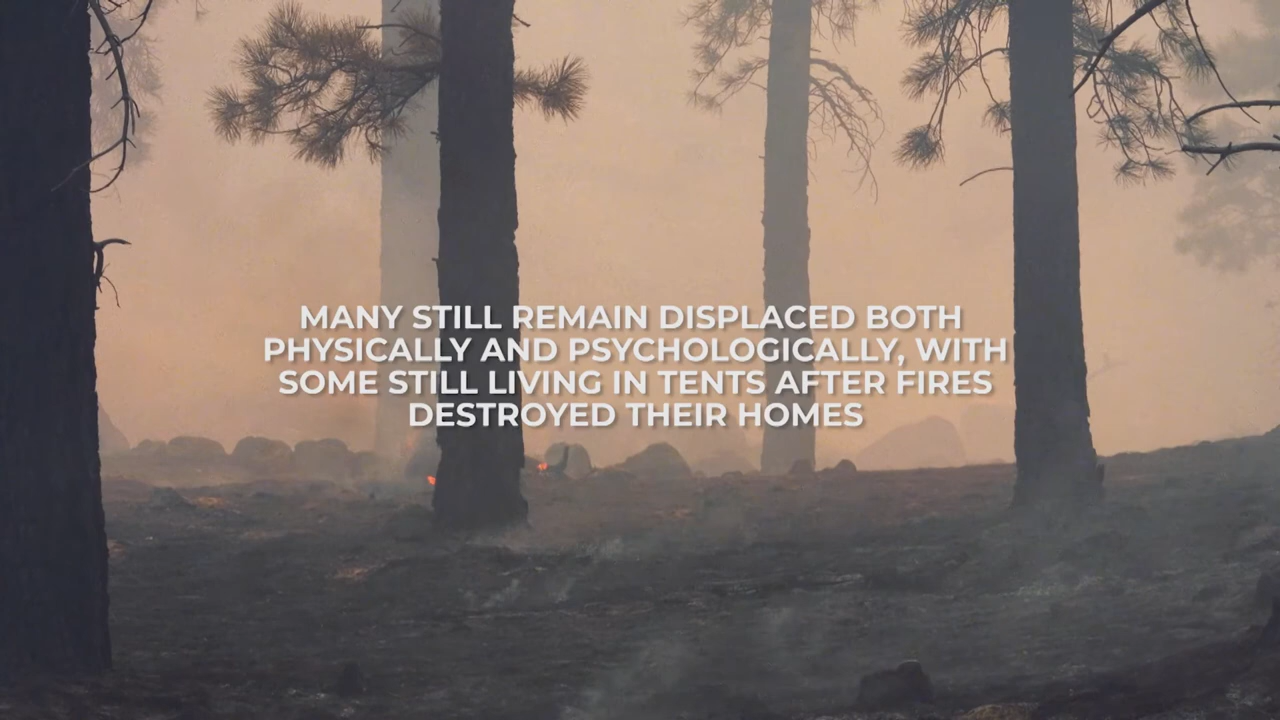 MANY STILL REMAIN DISPLACED BOTH
PHYSICALLY AND PSYCHOLOGICALLY, WITH
SOME STILL LIVING IN TENTS AFTER FIRES
DESTROYED THEIR HOMES